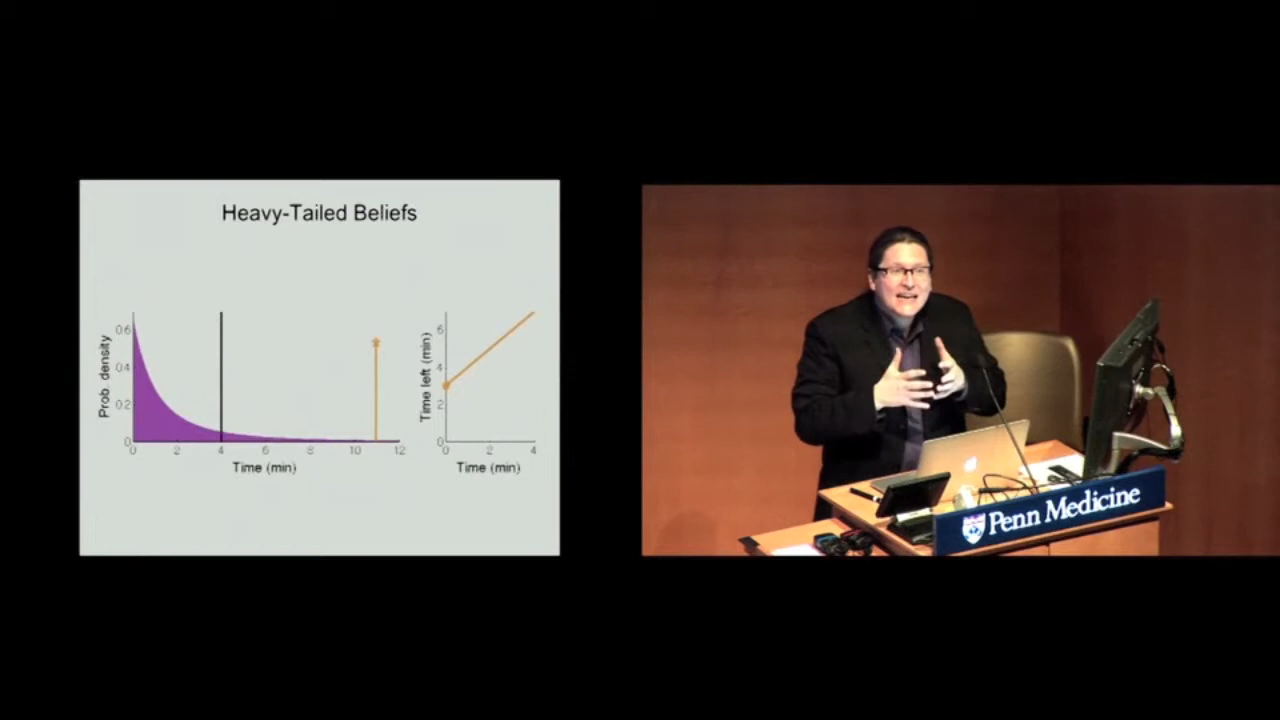 Heavy-Tailed Beliefs
Prob. density
0.6
0.4
0.2
0
0 2 4 6 8 10 12
Time (min)
Time left (min)
6
4
2
0
0 2 4
Time (min)
Penn Medicine